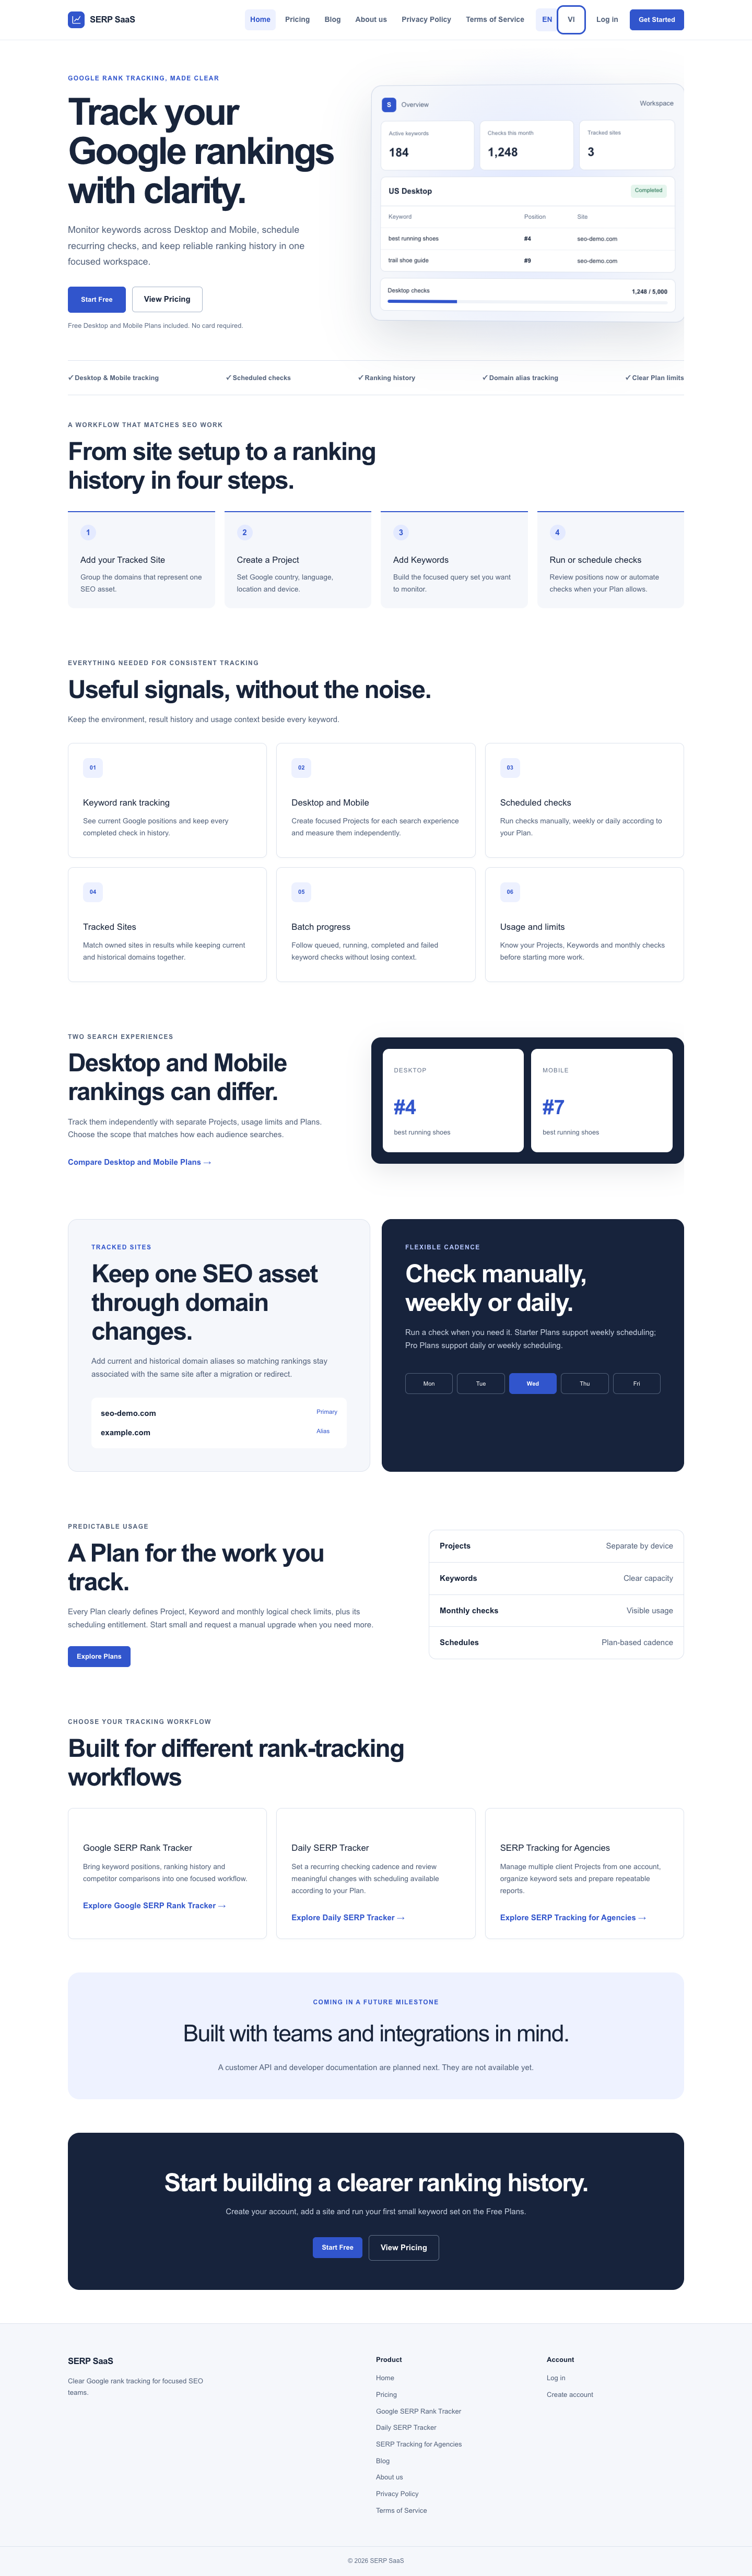 SERP SaaS
Home Pricing Blog About us Privacy Policy Terms of Service EN VI Log in Get Started
GOOGLE RANK TRACKING, MADE CLEAR
Track your
Google rankings
with clarity.
Monitor keywords across Desktop and Mobile, schedule
recurring checks, and keep reliable ranking history in one
focused workspace.
Start Free View Pricing
Free Desktop and Mobile Plans included. No card required.
S Overview Workspace
Active keywords Checks this month Tracked sites
184 1,248 3
US Desktop Completed
Keyword Position Site
best running shoes #4 seo-demo.com
trail shoe guide #9 seo-demo.com
Desktop checks 1,248 / 5,000
✓ Desktop & Mobile tracking ✓ Scheduled checks ✓ Ranking history ✓ Domain alias tracking ✓ Clear Plan limits
A WORKFLOW THAT MATCHES SEO WORK
From site setup to a ranking
history in four steps.
1
Add your Tracked Site
Group the domains that represent one
SEO asset.
2
Create a Project
Set Google country, language,
location and device.
3
Add Keywords
Build the focused query set you want
to monitor.
4
Run or schedule checks
Review positions now or automate
checks when your Plan allows.
EVERYTHING NEEDED FOR CONSISTENT TRACKING
Useful signals, without the noise.
Keep the environment, result history and usage context beside every keyword.
01
Keyword rank tracking
See current Google positions and keep every
completed check in history.
02
Desktop and Mobile
Create focused Projects for each search experience
and measure them independently.
03
Scheduled checks
Run checks manually, weekly or daily according to
your Plan.
04
Tracked Sites
Match owned sites in results while keeping current
and historical domains together.
05
Batch progress
Follow queued, running, completed and failed
keyword checks without losing context.
06
Usage and limits
Know your Projects, Keywords and monthly checks
before starting more work.
TWO SEARCH EXPERIENCES
Desktop and Mobile
rankings can differ.
Track them independently with separate Projects, usage limits and Plans.
Choose the scope that matches how each audience searches.
Compare Desktop and Mobile Plans →
DESKTOP
#4
best running shoes
MOBILE
#7
best running shoes
TRACKED SITES
Keep one SEO asset
through domain
changes.
Add current and historical domain aliases so matching rankings stay
associated with the same site after a migration or redirect.
seo-demo.com Primary
example.com Alias
FLEXIBLE CADENCE
Check manually,
weekly or daily.
Run a check when you need it. Starter Plans support weekly scheduling;
Pro Plans support daily or weekly scheduling.
Mon Tue Wed Thu Fri
PREDICTABLE USAGE
A Plan for the work you
track.
Every Plan clearly defines Project, Keyword and monthly logical check limits, plus its
scheduling entitlement. Start small and request a manual upgrade when you need more.
Explore Plans
Projects Separate by device
Keywords Clear capacity
Monthly checks Visible usage
Schedules Plan-based cadence
CHOOSE YOUR TRACKING WORKFLOW
Built for different rank-tracking
workflows
Google SERP Rank Tracker
Bring keyword positions, ranking history and
competitor comparisons into one focused workflow.
Explore Google SERP Rank Tracker →
Daily SERP Tracker
Set a recurring checking cadence and review
meaningful changes with scheduling available
according to your Plan.
Explore Daily SERP Tracker →
SERP Tracking for Agencies
Manage multiple client Projects from one account,
organize keyword sets and prepare repeatable
reports.
Explore SERP Tracking for Agencies →
COMING IN A FUTURE MILESTONE
Built with teams and integrations in mind.
A customer API and developer documentation are planned next. They are not available yet.
Start building a clearer ranking history.
Create your account, add a site and run your first small keyword set on the Free Plans.
Start Free View Pricing
SERP SaaS
Clear Google rank tracking for focused SEO
teams.
Product
Home
Pricing
Google SERP Rank Tracker
Daily SERP Tracker
SERP Tracking for Agencies
Blog
About us
Privacy Policy
Terms of Service
Account
Log in
Create account
© 2026 SERP SaaS